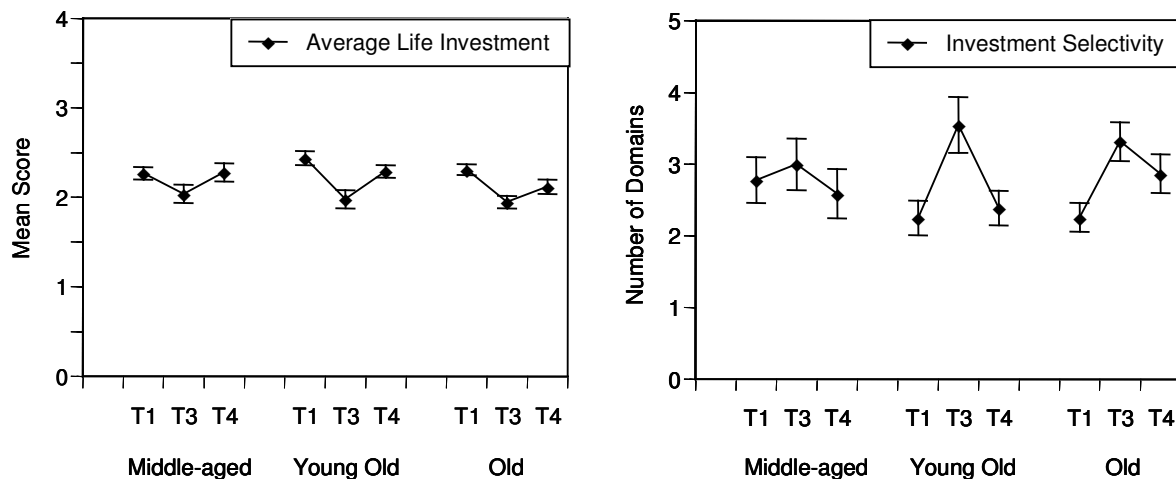 4
3
2
1
0
Mean Score
Average Life Investment
T1 T3 T4 T1 T3 T4 T1 T3 T4
Middle-aged Young Old Old
5
4
3
2
1
0
Number of Domains
Investment Selectivity
T1 T3 T4 T1 T3 T4 T1 T3 T4
Middle-aged Young Old Old